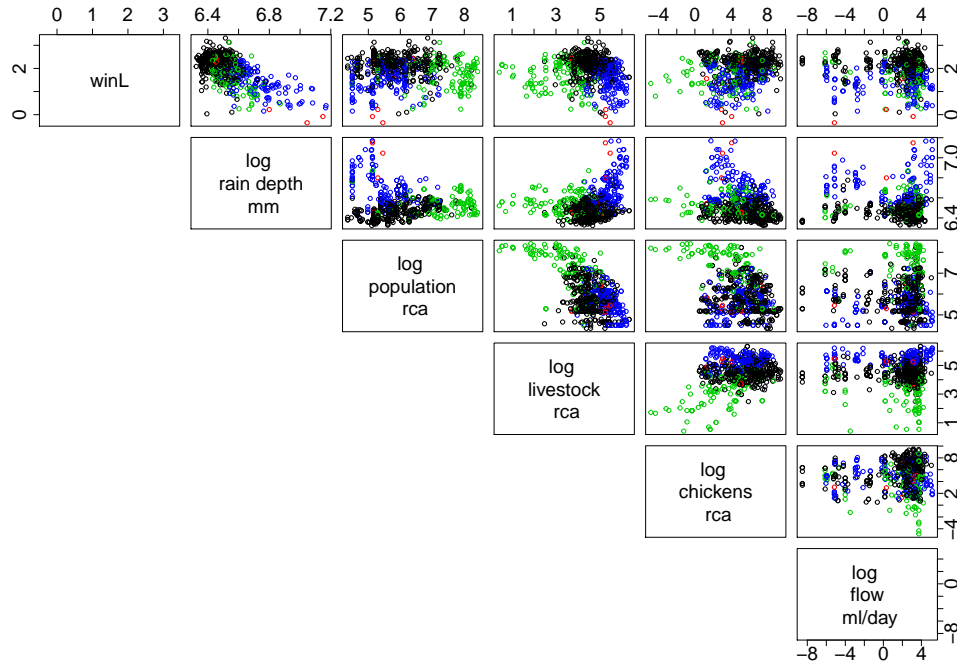 0 1 2 3
6.4 6.8 7.2
5 6 7 8
1 3 5
−4 0 4 8
−8 −4 0 4
0 2
winL
0 2
log
rain depth
mm
6.4 7.0
log
population
rca
5 7
log
livestock
rca
1 3 5
log
chickens
rca
−4 2 8
log
flow
ml/day
−8 0
−8 −4 0 4